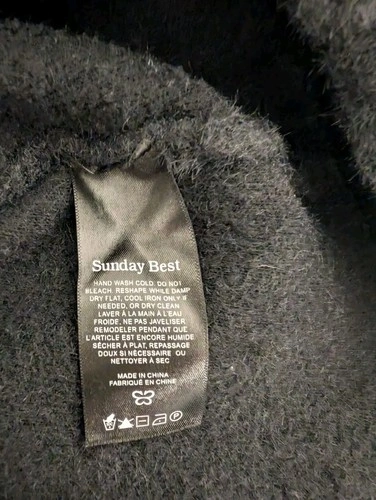 Sunday Best
HAND WASH COLD. DO NOT
BLEACH. RESHAPE WHILE DAMP
DRY FLAT, COOL IRON ONLY IF
NEEDED, OR DRY CLEAN
LAVER À LA MAIN À L'EAU
FROIDE, NE PAS JAVELISER.
REMODELER PENDANT QUE
L'ARTICLE EST ENCORE HUMIDE.
SÉCHER À PLAT, REPASSAGE
DOUX SI NÉCESSAIRE OU
NETTOYER À SEC
MADE IN CHINA
FABRIQUÉ EN CHINE
P